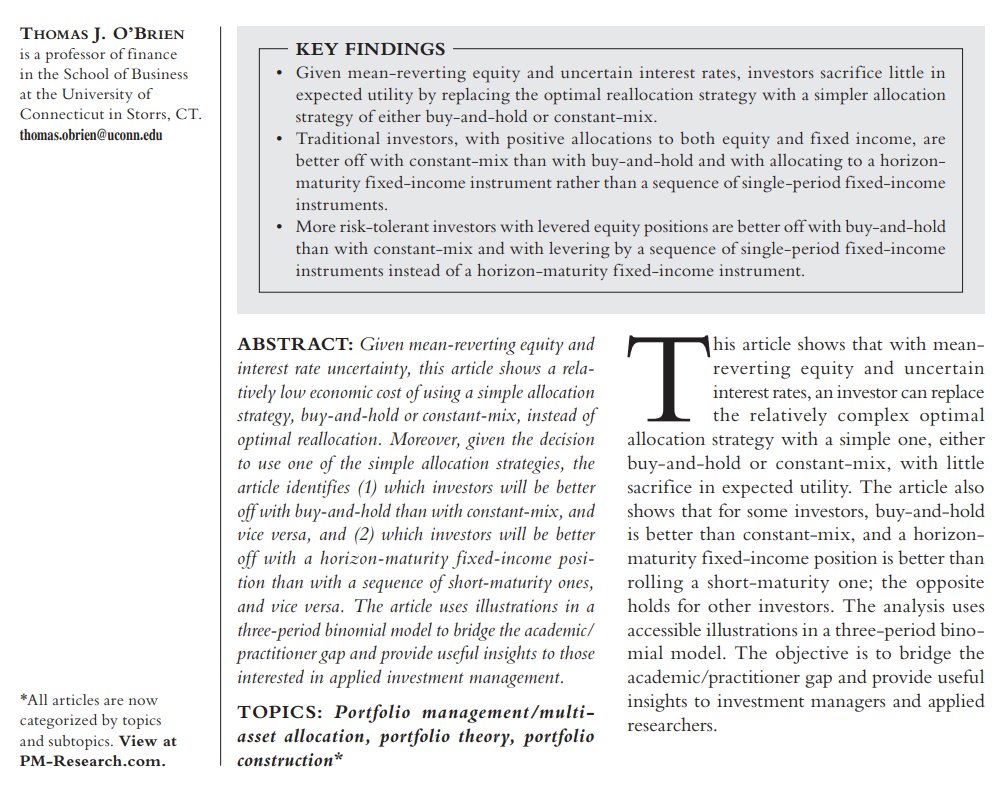 THOMAS J. O'BRIEN
is a professor of finance
in the School of Business
at the University of
Connecticut in Storrs, CT.
thomas.obrien@uconn.edu
KEY FINDINGS
• Given mean-reverting equity and uncertain interest rates, investors sacrifice little in
expected utility by replacing the optimal reallocation strategy with a simpler allocation
strategy of either buy-and-hold or constant-mix.
• Traditional investors, with positive allocations to both equity and fixed income, are
better off with constant-mix than with buy-and-hold and with allocating to a horizon-
maturity fixed-income instrument rather than a sequence of single-period fixed-income
instruments.
• More risk-tolerant investors with levered equity positions are better off with buy-and-hold
than with constant-mix and with levering by a sequence of single-period fixed-income
instruments instead of a horizon-maturity fixed-income instrument.
ABSTRACT: Given mean-reverting equity and
interest rate uncertainty, this article shows a rela-
tively low economic cost of using a simple allocation
strategy, buy-and-hold or constant-mix, instead of
optimal reallocation. Moreover, given the decision
to use one of the simple allocation strategies, the
article identifies (1) which investors will be better
off with buy-and-hold than with constant-mix, and
vice versa, and (2) which investors will be better
off with a horizon-maturity fixed-income posi-
tion than with a sequence of short-maturity ones,
and vice versa. The article uses illustrations in a
three-period binomial model to bridge the academic/
practitioner gap and provide useful insights to those
interested in applied investment management.
TOPICS: Portfolio management/multi-
asset allocation, portfolio theory, portfolio
construction*
This article shows that with mean-
reverting equity and uncertain
interest rates, an investor can replace
the relatively complex optimal
allocation strategy with a simple one, either
buy-and-hold or constant-mix, with little
sacrifice in expected utility. The article also
shows that for some investors, buy-and-hold
is better than constant-mix, and a horizon-
maturity fixed-income position is better than
rolling a short-maturity one; the opposite
holds for other investors. The analysis uses
accessible illustrations in a three-period bino-
mial model. The objective is to bridge the
academic/practitioner gap and provide useful
insights to investment managers and applied
researchers.
*All articles are now
categorized by topics
and subtopics. View at
PM-Research.com.